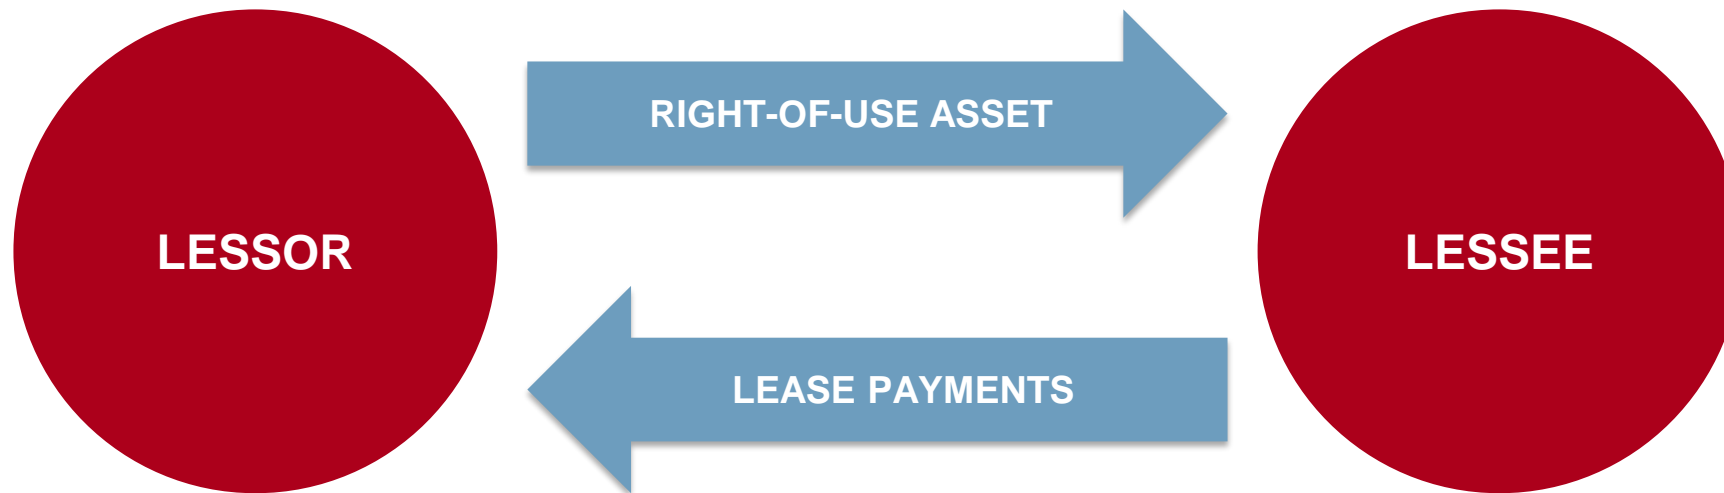 RIGHT-OF-USE ASSET
LESSOR
LESSEE
LEASE PAYMENTS